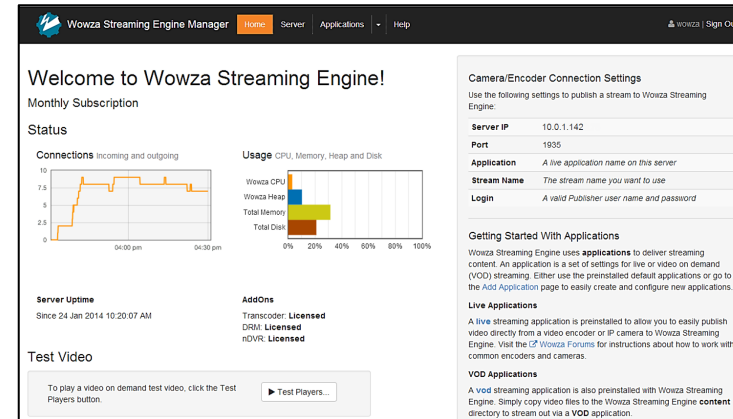 Wowza Streaming Engine Manager Home Server Applications Help wowza | Sign Ou
Welcome to Wowza Streaming Engine!
Monthly Subscription
Status
Connections Incoming and outgoing
10
7.5
5
2.5
0
04:00 pm 04:30 pm
Usage CPU, Memory, Heap and Disk
Wowza CPU
Wowza Heap
Total Memory
Total Disk
0% 20% 40% 60% 80% 100%
Server Uptime
Since 24 Jan 2014 10:20:07 AM
AddOns
Transcoder: Licensed
DRM: Licensed
nDVR: Licensed
Test Video
To play a video on demand test video, click the Test
Players button.
Test Players...
Camera/Encoder Connection Settings
Use the following settings to publish a stream to Wowza Streaming
Engine:
Server IP 10.0.1.142
Port 1935
Application A live application name on this server
Stream Name The stream name you want to use
Login A valid Publisher user name and password
Getting Started With Applications
Wowza Streaming Engine uses applications to deliver streaming
content. An application is a set of settings for live or video on demand
(VOD) streaming. Either use the preinstalled default applications or go to
the Add Application page to easily create and configure new applications.
Live Applications
A live streaming application is preinstalled to allow you to easily publish
video directly from a video encoder or IP camera to Wowza Streaming
Engine. Visit the Wowza Forums for instructions about how to work with
common encoders and cameras.
VOD Applications
A vod streaming application is also preinstalled with Wowza Streaming
Engine. Simply copy video files to the Wowza Streaming Engine content
directory to stream out via a VOD application.